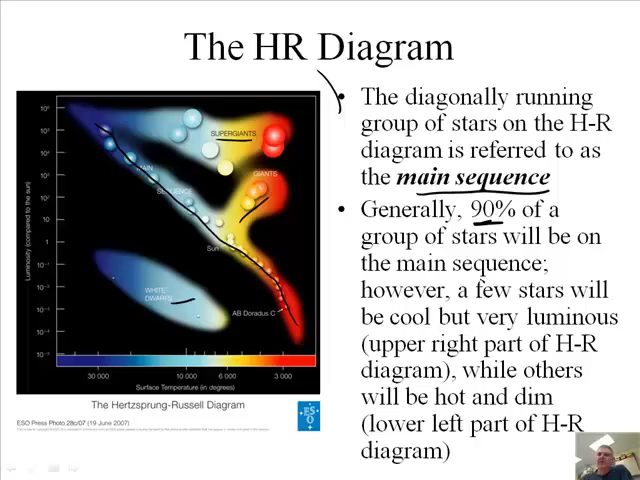 The HR Diagram
The diagonally running
group of stars on the H-R
diagram is referred to as
the main sequence
Generally, 90% of a
group of stars will be on
the main sequence;
however, a few stars will
be cool but very luminous
(upper right part of H-R
diagram), while others
will be hot and dim
(lower left part of H-R
diagram)
Luminosity (compared to the sun)
10
1
SUPERGIANTS
MAIN
SEQUENCE
GIANTS
Sun
WHITE
DWARFS
AB Doradus C
30 000
10 000
6 000
3 000
Surface Temperature (in degrees)
The Hertzsprung-Russell Diagram
ESO Press Photo 28c/07 (19 June 2007)